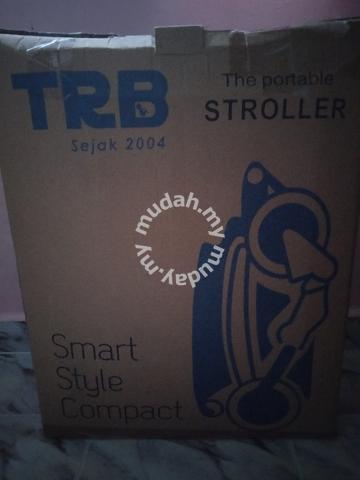 TRB
Sejak 2004
The portable
STROLLER
mudah.my mudah.my
Smart
Style
Compact